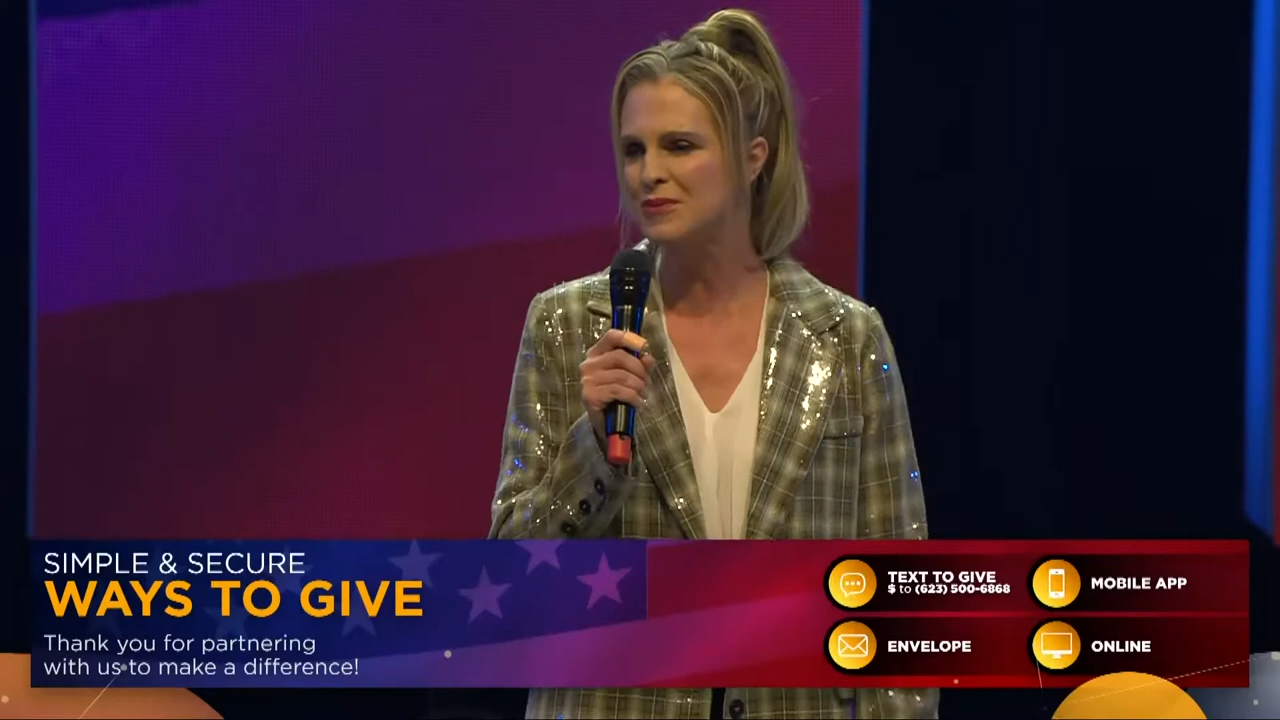 SIMPLE & SECURE
WAYS TO GIVE
Thank you for partnering
with us to make a difference!
TEXT TO GIVE
$ to (623) 500-6868
MOBILE APP
ENVELOPE
ONLINE